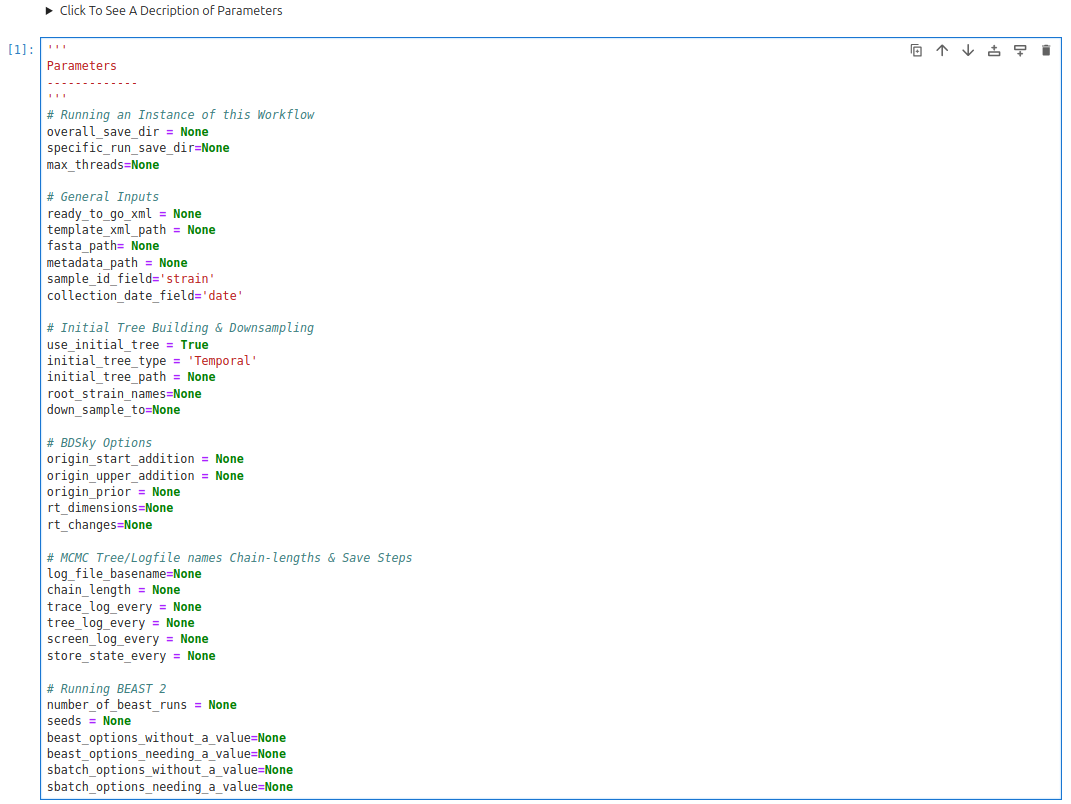 ▶ Click To See A Decription of Parameters
[1]:
'''
Parameters
-------------
'''
# Running an Instance of this Workflow
overall_save_dir = None
specific_run_save_dir=None
max_threads=None
# General Inputs
ready_to_go_xml = None
template_xml_path = None
fasta_path= None
metadata_path = None
sample_id_field='strain'
collection_date_field='date'
# Initial Tree Building & Downsampling
use_initial_tree = True
initial_tree_type = 'Temporal'
initial_tree_path = None
root_strain_names=None
down_sample_to=None
# BDSky Options
origin_start_addition = None
origin_upper_addition = None
origin_prior = None
rt_dimensions=None
rt_changes=None
# MCMC Tree/Logfile names Chain-lengths & Save Steps
log_file_basename=None
chain_length = None
trace_log_every = None
tree_log_every = None
screen_log_every = None
store_state_every = None
# Running BEAST 2
number_of_beast_runs = None
seeds = None
beast_options_without_a_value=None
beast_options_needing_a_value=None
sbatch_options_without_a_value=None
sbatch_options_needing_a_value=None